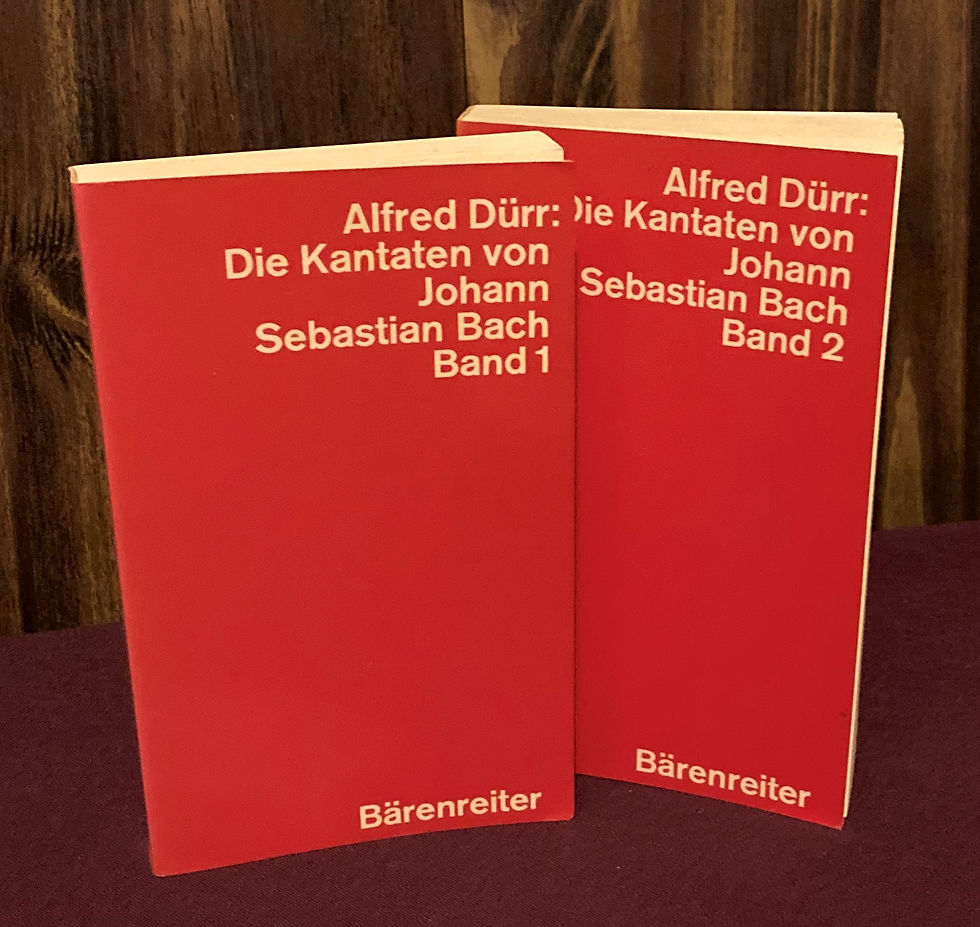 Alfred Dürr:
Die Kantaten von
Johann
Sebastian Bach
Band 1
Bärenreiter
Alfred Dürr:
Die Kantaten von
Johann
Sebastian Bach
Band 2
Bärenreiter